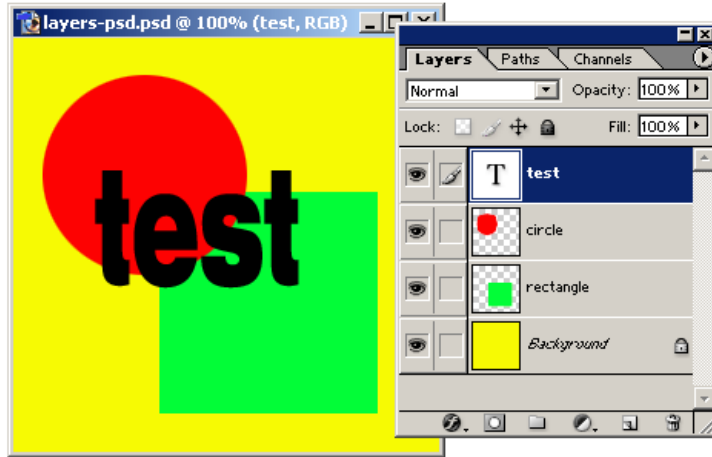 layers-psd.psd @ 100% (test, RGB)
test
Layers Paths Channels
Normal Opacity: 100%
Lock: Fill: 100%
T test
circle
rectangle
Background